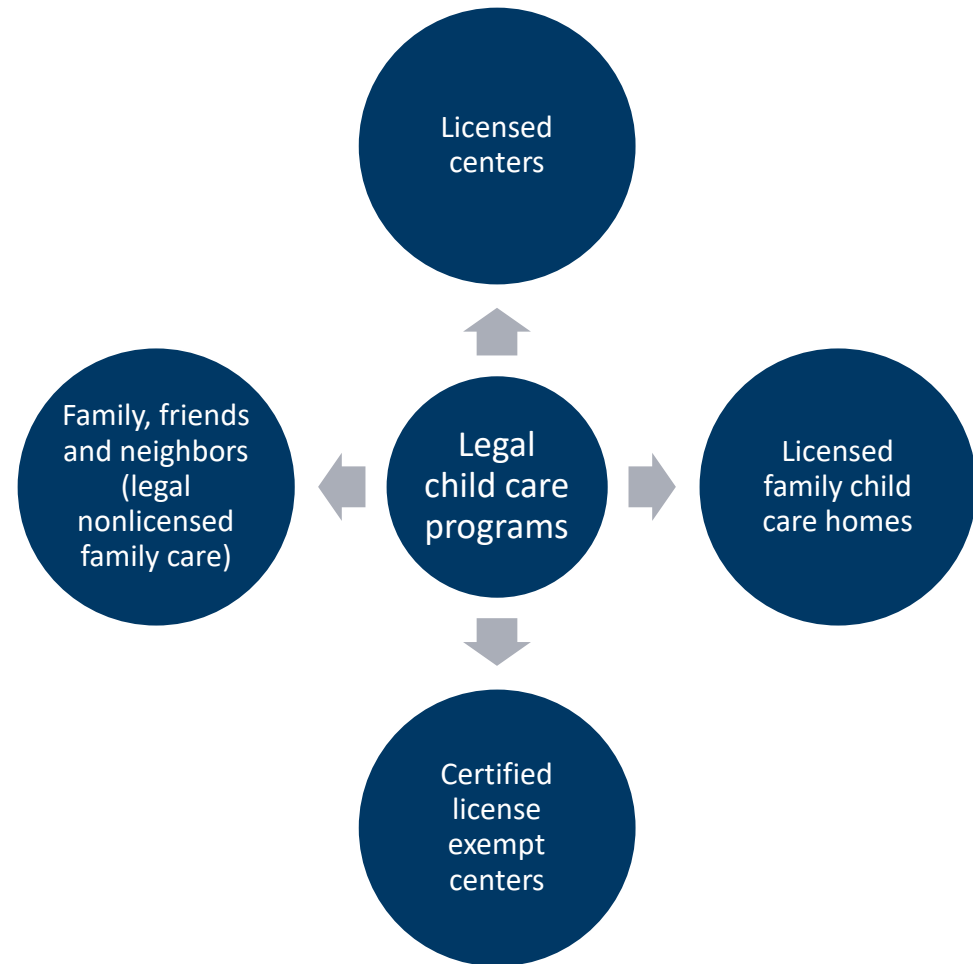 Licensed
centers
Family, friends
and neighbors
(legal
nonlicensed
family care)
Legal
child care
programs
Licensed
family child
care homes
Certified
license
exempt
centers